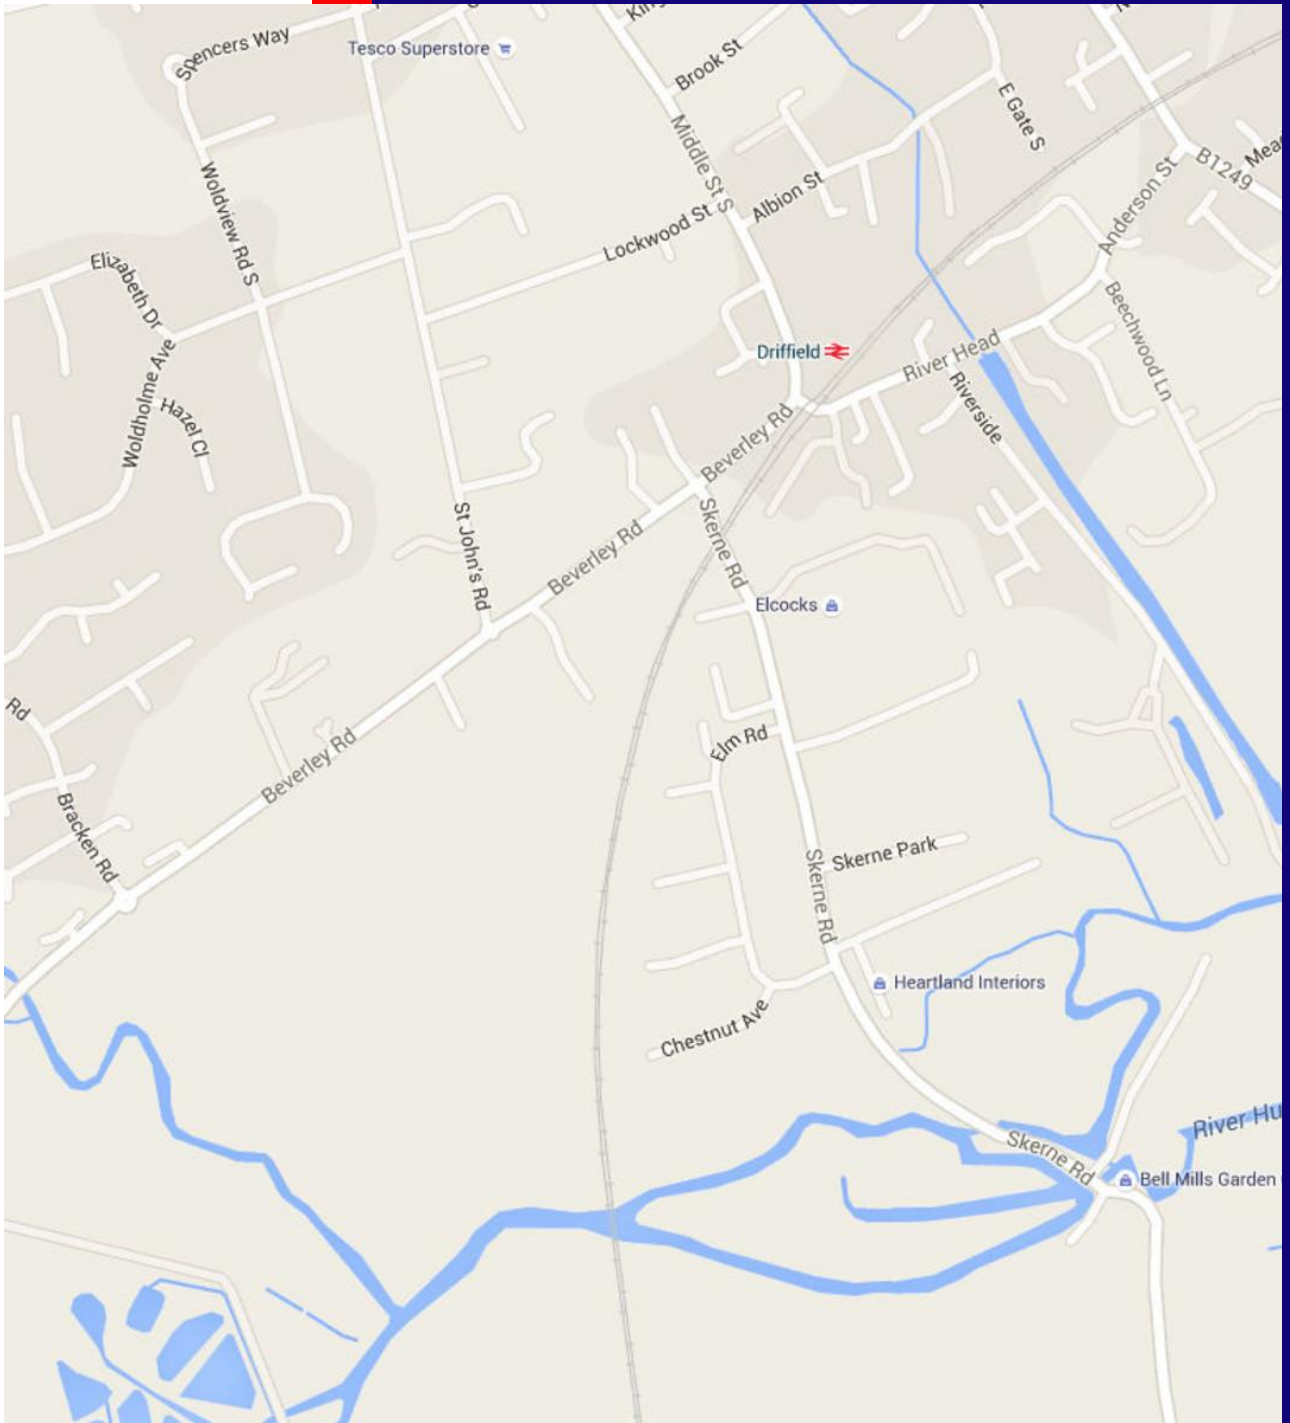 Spencers Way
Tesco Superstore
Brook St
Middle St S
E Gate S
B1249
Anderson St
Albion St
Lockwood St
Woldview Rd S
Elizabeth Dr
Woldholme Ave
Hazel Cl
Driffield
River Head
Beechwood Ln
Riverside
Beverley Rd
Skerne Rd
Beverley Rd
St John's Rd
Elcocks
Rd
Elm Rd
Beverley Rd
Bracken Rd
Skerne Park
Skerne Rd
Heartland Interiors
Chestnut Ave
River Hu
Skerne Rd
Bell Mills Garden